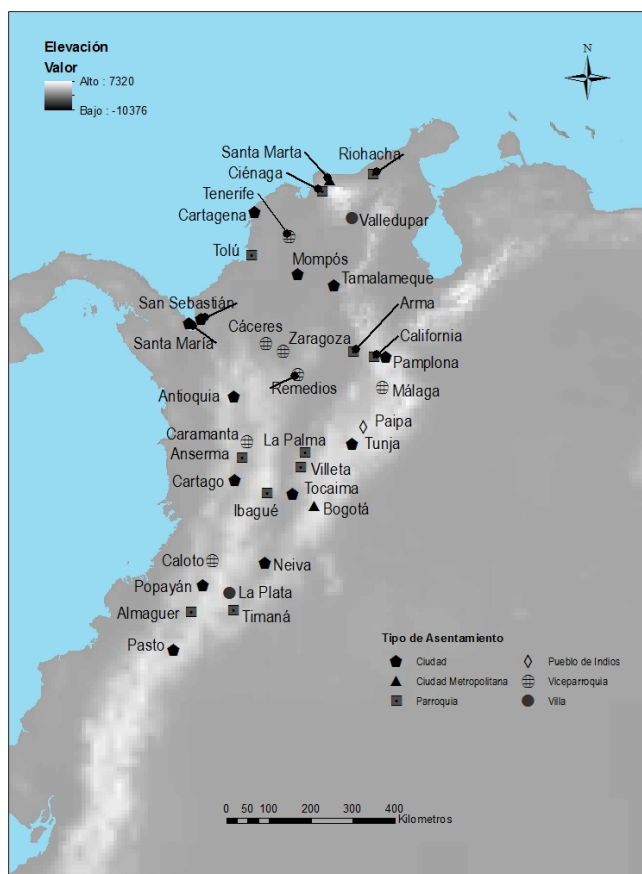 Elevación
Valor
Alto : 7320
Bajo : -10376
N
Santa Marta
Riohacha
Ciénaga
Tenerife
Cartagena
Valledupar
Tolú
Mompós
Tamalameque
San Sebastián
Arma
Cáceres
Zaragoza
California
Santa María
Pamplona
Remedios
Málaga
Antioquia
Paipa
Caramanta
La Palma
Tunja
Anserma
Villeta
Cartago
Tocaima
Ibagué
Bogotá
Caloto
Neiva
Popayán
La Plata
Almaguer
Timaná
Pasto
Tipo de Asentamiento
Ciudad
Pueblo de Indios
Ciudad Metropolitana
Viceparroquia
Parroquia
Villa
0 50 100 200 300 400
Kilometros